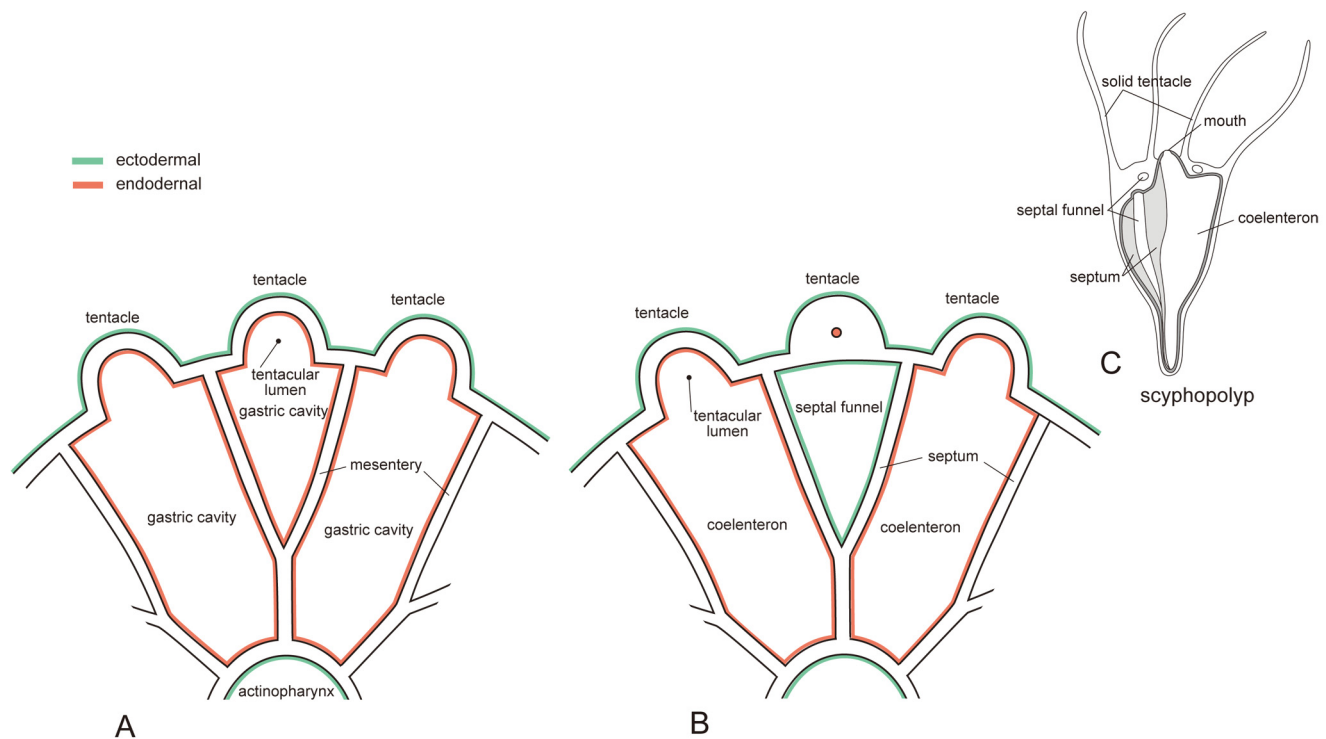 ectodermal
endodernal
tentacle
tentacle
tentacle
tentacular
lumen
gastric cavity
mesentery
gastric cavity
gastric cavity
actinopharynx
A
tentacle
tentacle
tentacle
tentacular
lumen
septal funnel
septum
coelenteron
coelenteron
B
solid tentacle
mouth
septal funnel
coelenteron
septum
C
scyphopolyp